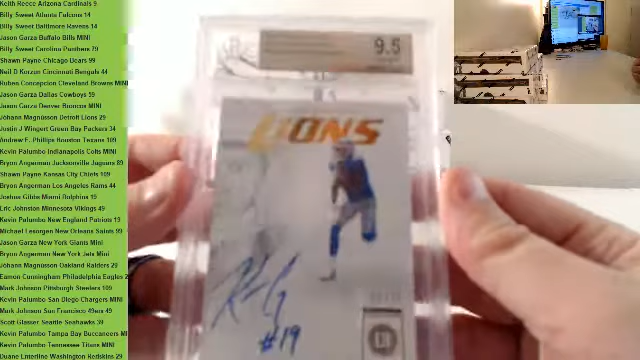 Keith Reece Arizona Cardinals 9
Billy Sweet Atlanta Falcons 14
Billy Sweet Baltimore Ravens 14
Jason Garza Buffalo Bills MINI
Billy Sweet Carolina Panthers 79
Shawn Payne Chicago Bears 99
Neil D Korzun Cincinnati Bengals 44
Ruben Concepcion Cleveland Browns MINI
Jason Garza Dallas Cowboys 59
Jason Garza Denver Broncos MINI
Johann Magnusson Detroit Lions 29
Justin J Wingert Green Bay Packers 34
Andrew E. Phillips Houston Texans 109
Kevin Palumbo Indianapolis Colts MINI
Bryon Angerman Jacksonville Jaguars 89
Shawn Payne Kansas City Chiefs 109
Bryon Angerman Los Angeles Rams 44
Joshua Gibbs Miami Dolphins 19
Eric Johnston Minnesota Vikings 49
Kevin Palumbo New England Patriots 19
Michael Lesorgen New Orleans Saints 99
Jason Garza New York Giants Mini
Bryon Angerman New York Jets Mini
Johann Magnusson Oakland Raiders 29
Eamon Cunningham Philadelphia Eagles 2
Mark Johnson Pittsburgh Steelers 109
Kevin Palumbo San Diego Chargers MINI
Mark Johnson San Francisco 49ers 49
Scott Glasser Seattle Seahawks 39
Kevin Palumbo Tampa Bay Buccaneers MI
Kevin Palumbo Tennessee Titans MINI
Duane Enterline Washington Redskins 29
9.5
LIONS
#19